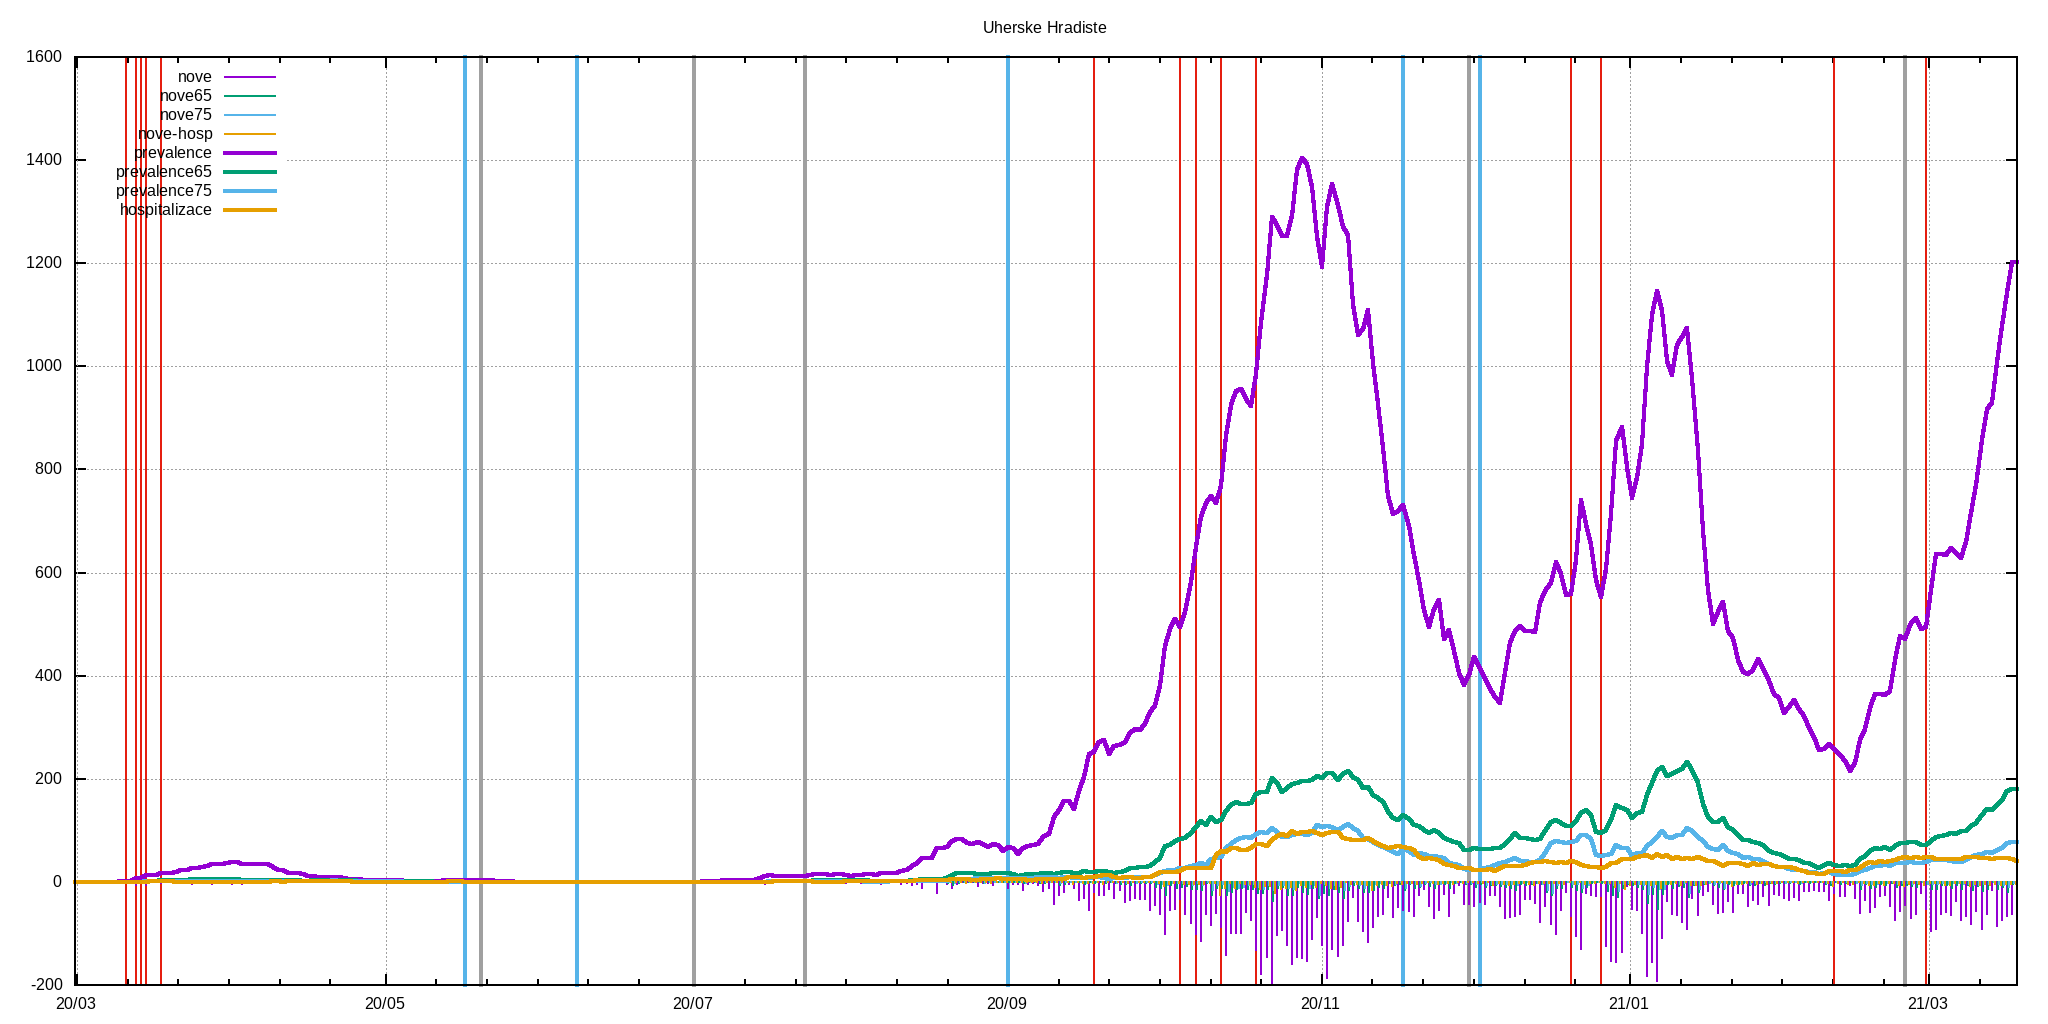 Uherske Hradiste
1600
1400
1200
1000
800
600
400
200
0
-200
nove
nove65
nove75
nove-hosp
prevalence
prevalence65
prevalence75
hospitalizace
20/03 20/05 20/07 20/09 20/11 21/01 21/03